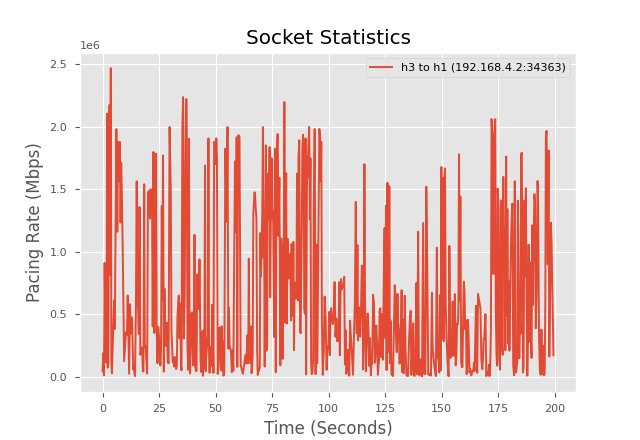 Socket Statistics
1e6
h3 to h1 (192.168.4.2:34363)
2.5
2.0
1.5
1.0
0.5
0.0
Pacing Rate (Mbps)
0 25 50 75 100 125 150 175 200
Time (Seconds)